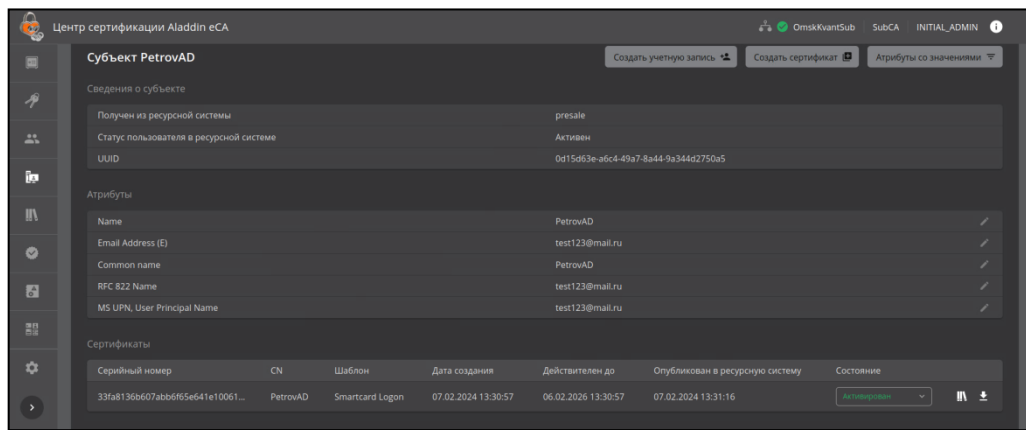 Центр сертификации Aladdin eCA OmskKvantSub SubCA INITIAL_ADMIN
Субъект PetrovAD Создать учетную запись Создать сертификат Атрибуты со значениями
Сведения о субъекте
Получен из ресурсной системы presale
Статус пользователя в ресурсной системе Активен
UUID 0d15d63e-a6c4-49a7-8a44-9a344d2750a5
Атрибуты
Name PetrovAD
Email Address (E) test123@mail.ru
Common name PetrovAD
RFC 822 Name test123@mail.ru
MS UPN, User Principal Name test123@mail.ru
Сертификаты
Серийный номер CN Шаблон Дата создания Действителен до Опубликован в ресурсную систему Состояние
33fa8136b607abb6f65e641e10061... PetrovAD Smartcard Logon 07.02.2024 13:30:57 06.02.2026 13:30:57 07.02.2024 13:31:16 Активирован